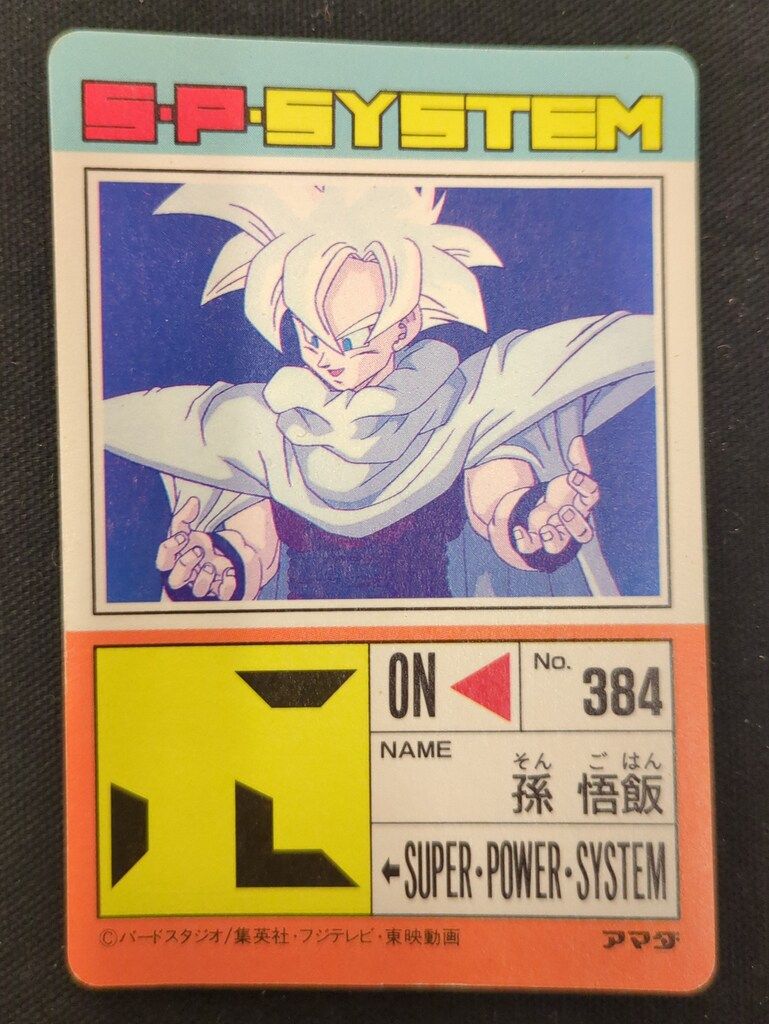 S・P・SYSTEM
ON
No.
384
NAME
そん ご はん
孫 悟飯
←SUPER・POWER・SYSTEM
©バードスタジオ/集英社・フジテレビ・東映動画
アマダ